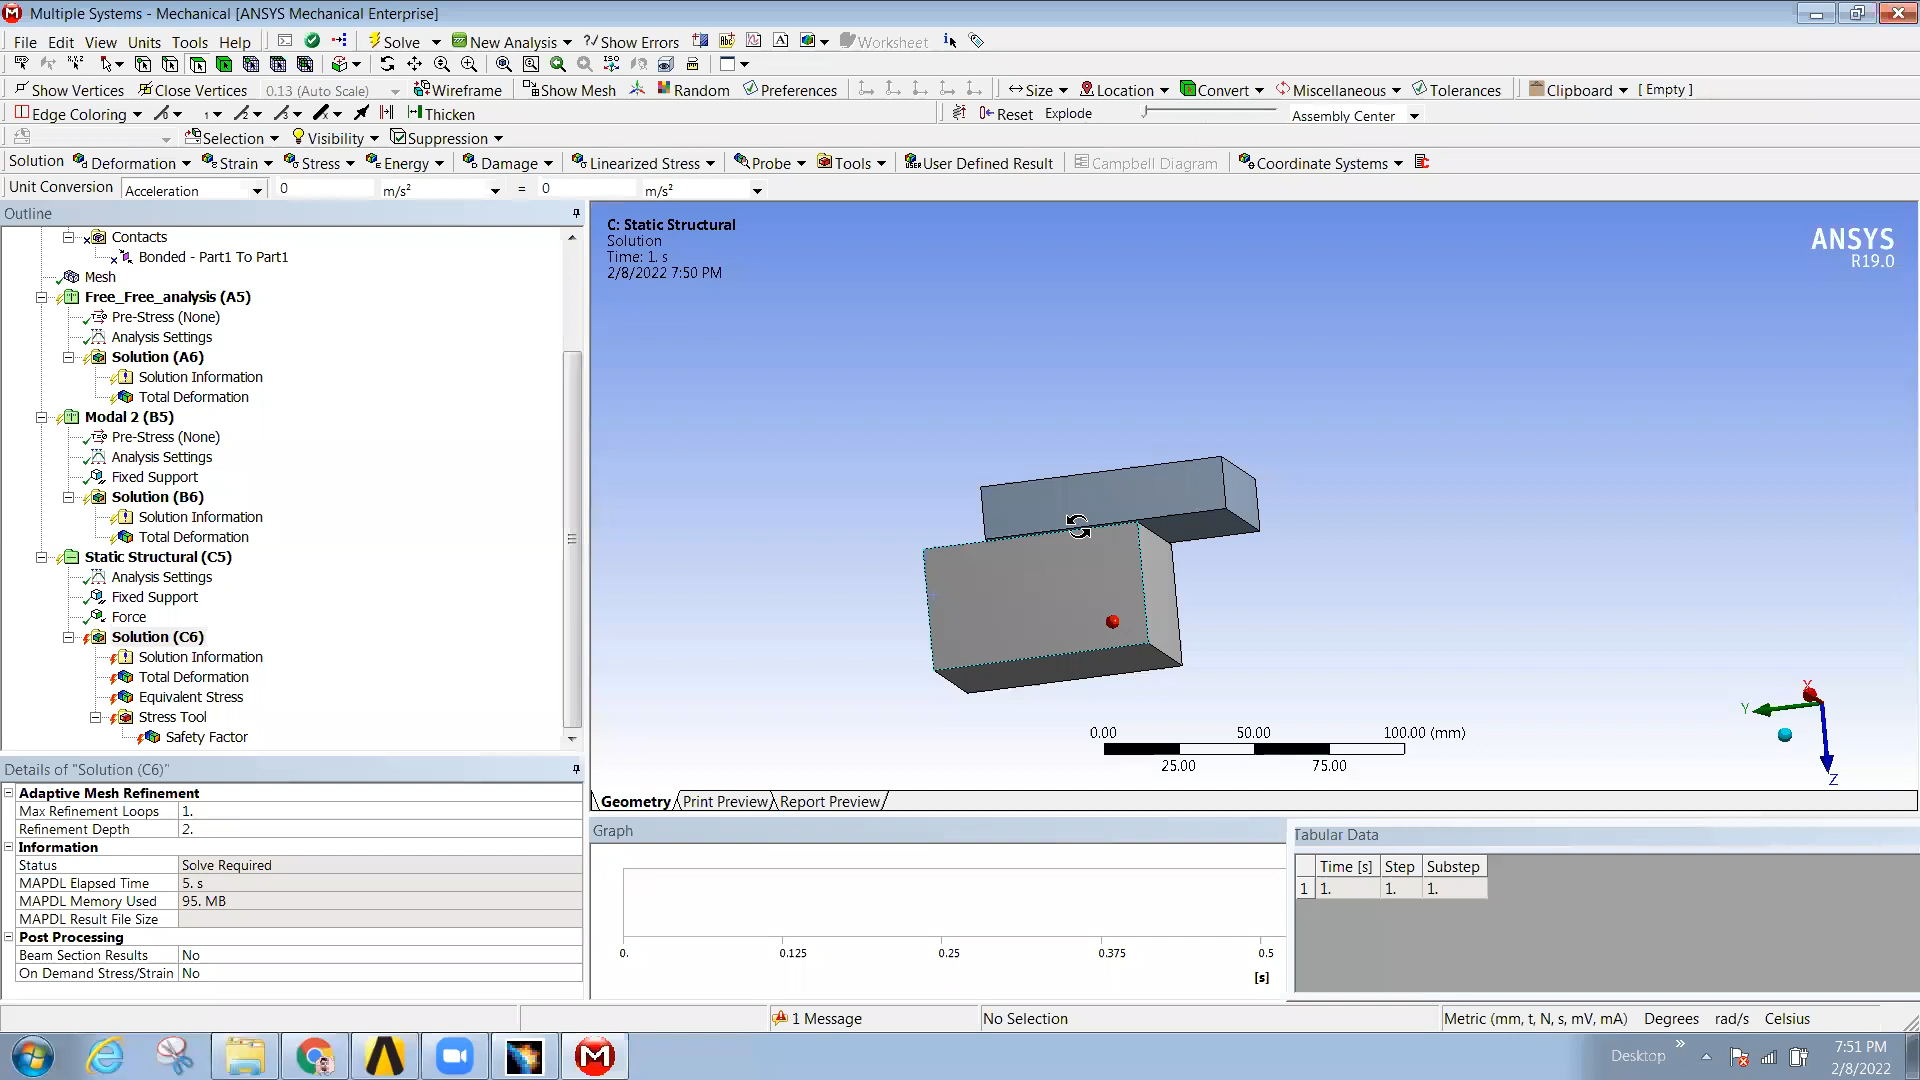 Multiple Systems - Mechanical [ANSYS Mechanical Enterprise]
File Edit View Units Tools Help Solve New Analysis ?/ Show Errors Worksheet
Show Vertices Close Vertices 0.13 (Auto Scale) Wireframe Show Mesh Random Preferences Size Location Convert Miscellaneous Tolerances Clipboard [ Empty ]
Edge Coloring Thicken Reset Explode Assembly Center
Selection Visibility Suppression
Solution Deformation Strain Stress Energy Damage Linearized Stress Probe Tools User Defined Result Campbell Diagram Coordinate Systems
Unit Conversion Acceleration 0 m/s² = 0 m/s²
Outline
Contacts
Bonded - Part1 To Part1
Mesh
Free_Free_analysis (A5)
Pre-Stress (None)
Analysis Settings
Solution (A6)
Solution Information
Total Deformation
Modal 2 (B5)
Pre-Stress (None)
Analysis Settings
Fixed Support
Solution (B6)
Solution Information
Total Deformation
Static Structural (C5)
Analysis Settings
Fixed Support
Force
Solution (C6)
Solution Information
Total Deformation
Equivalent Stress
Stress Tool
Safety Factor
C: Static Structural
Solution
Time: 1. s
2/8/2022 7:50 PM
ANSYS
R19.0
X
Y
Z
0.00 50.00 100.00 (mm)
25.00 75.00
Geometry Print Preview Report Preview
Details of "Solution (C6)"
Adaptive Mesh Refinement
Max Refinement Loops 1.
Refinement Depth 2.
Information
Status Solve Required
MAPDL Elapsed Time 5. s
MAPDL Memory Used 95. MB
MAPDL Result File Size
Post Processing
Beam Section Results No
On Demand Stress/Strain No
Graph
0. 0.125 0.25 0.375 0.5
[s]
Tabular Data
Time [s] Step Substep
1 1. 1. 1.
1 Message No Selection Metric (mm, t, N, s, mV, mA) Degrees rad/s Celsius
Desktop
7:51 PM
2/8/2022